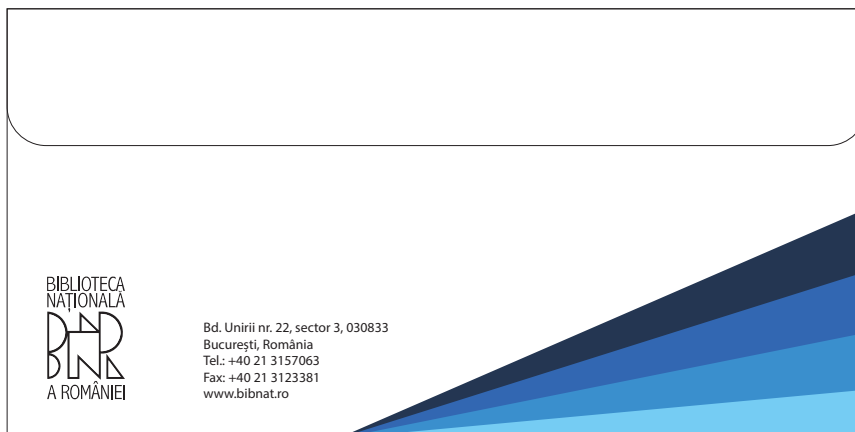 BIBLIOTECA
NAȚIONALĂ
BNR
A ROMÂNIEI
Bd. Unirii nr. 22, sector 3, 030833
București, România
Tel.: +40 21 3157063
Fax: +40 21 3123381
www.bibnat.ro